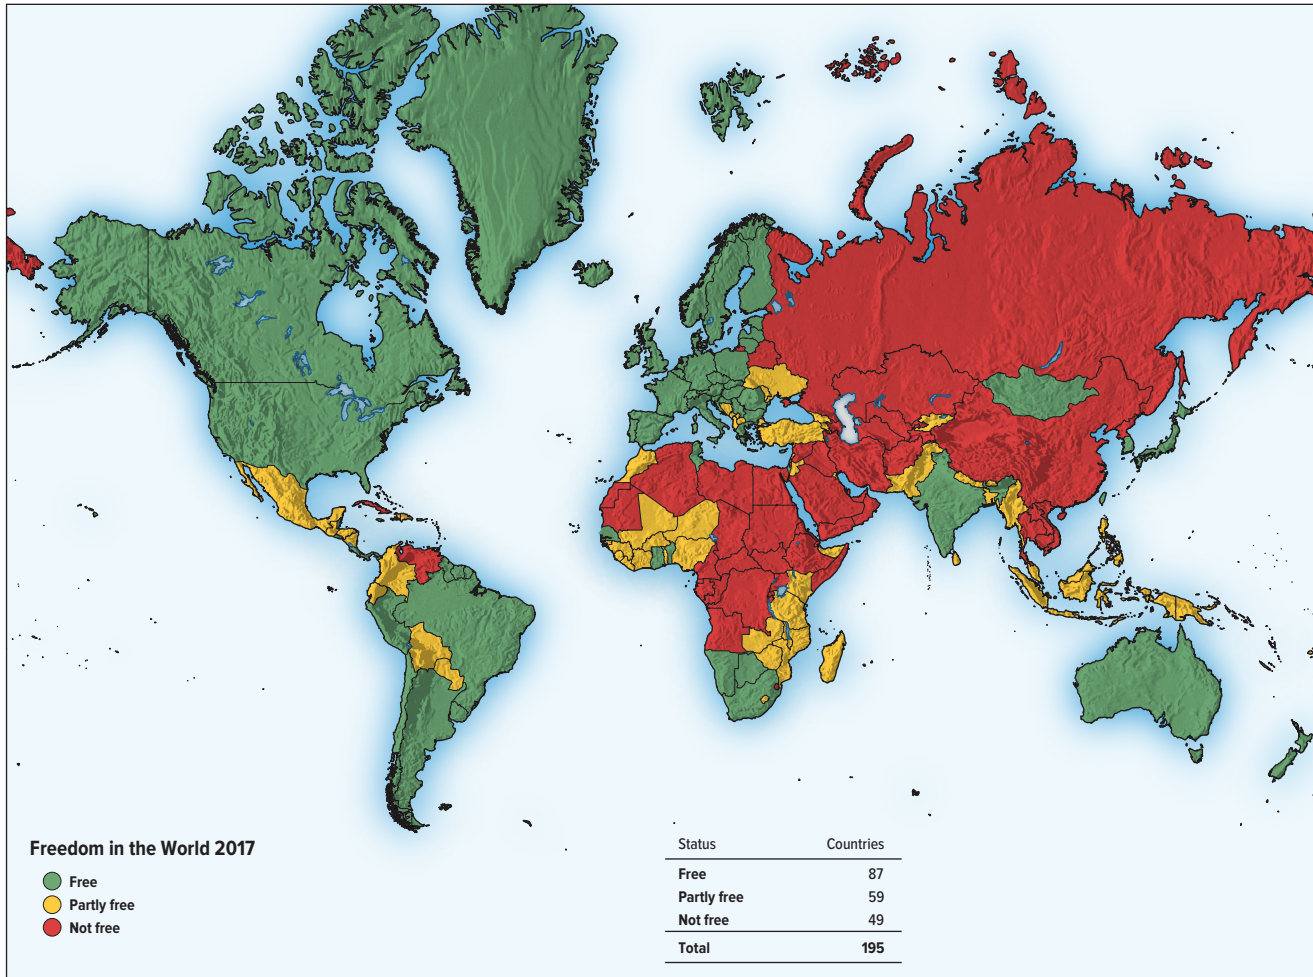 Freedom in the World 2017
Free
Partly free
Not free
Status Countries
Free 87
Partly free 59
Not free 49
Total 195